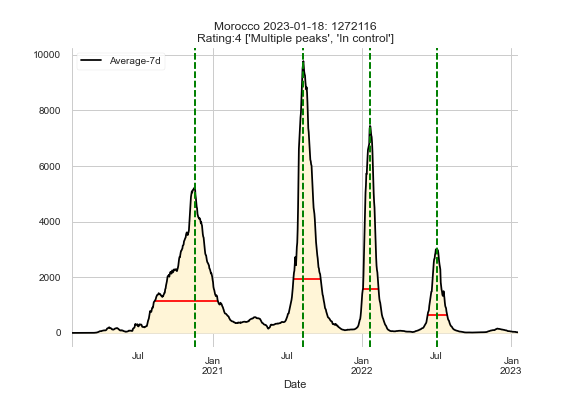 Morocco 2023-01-18: 1272116
Rating:4 ['Multiple peaks', 'In control']
Average-7d
10000
8000
6000
4000
2000
0
Jul
Jan
2021
Jul
Jan
2022
Jul
Jan
2023
Date